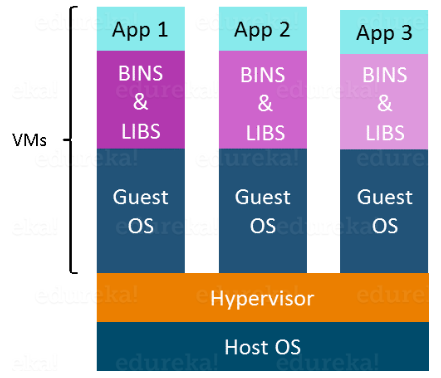 App 1
App 2
App 3
BINS
&
LIBS
BINS
&
LIBS
BINS
&
LIBS
VMs
Guest
OS
Guest
OS
Guest
OS
Hypervisor
Host OS
edureka!